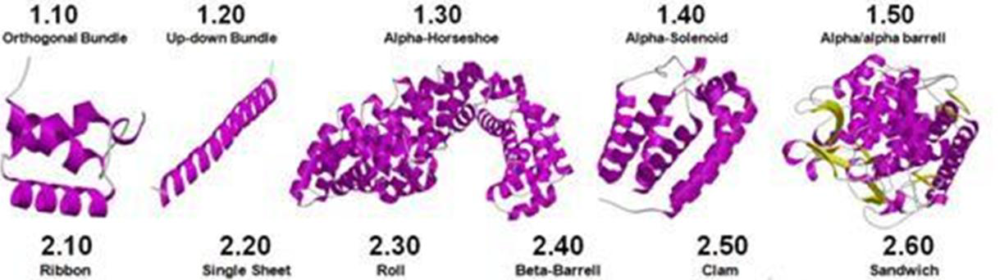 1.10 1.20 1.30 1.40 1.50
Orthogonal Bundle Up-down Bundle Alpha-Horseshoe Alpha-Solenoid Alpha/alpha barrell
2.10 2.20 2.30 2.40 2.50 2.60
Ribbon Single Sheet Roll Beta-Barrell Clam Sandwich